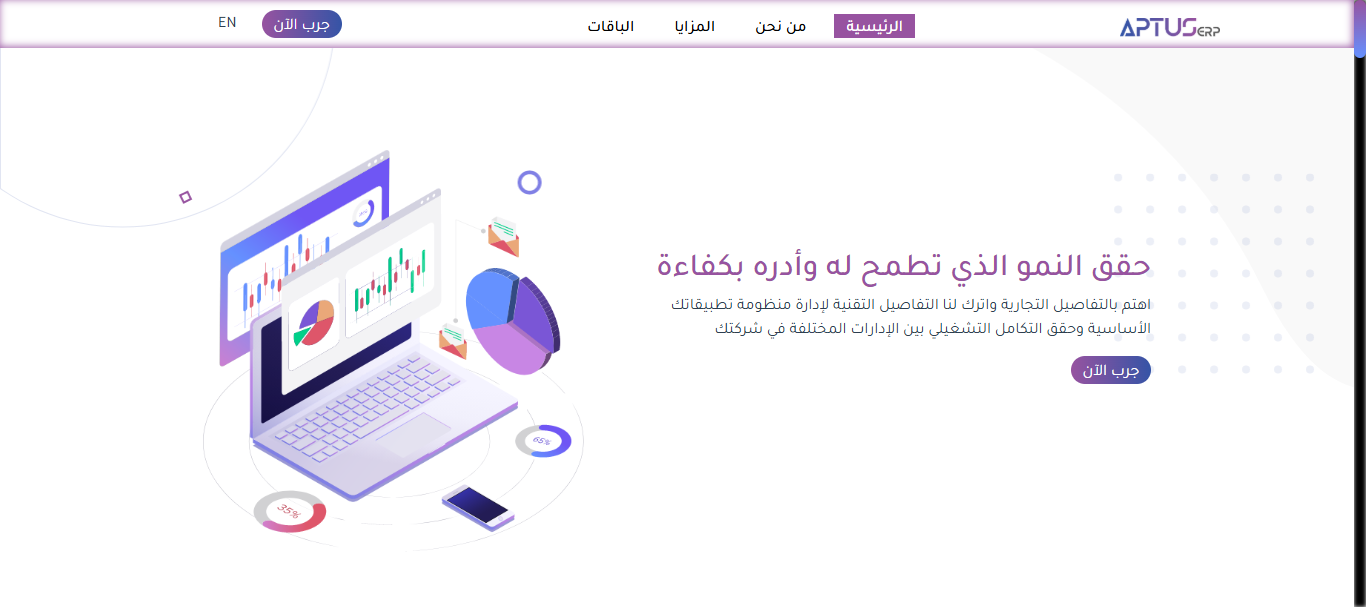 APTUS ERP
الرئيسية
من نحن
المزايا
الباقات
جرب الآن
EN
حقق النمو الذي تطمح له وأدره بكفاءة
اهتم بالتفاصيل التجارية واترك لنا التفاصيل التقنية لإدارة منظومة تطبيقاتك
الأساسية وحقق التكامل التشغيلي بين الإدارات المختلفة في شركتك
جرب الآن
65%
35%